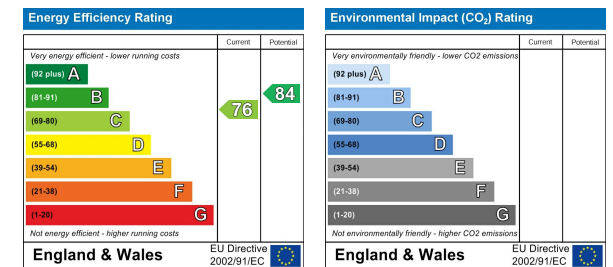 Energy Efficiency Rating
Current Potential
Very energy efficient - lower running costs
(92 plus) A
(81-91) B
(69-80) C
(55-68) D
(39-54) E
(21-38) F
(1-20) G
76
84
Not energy efficient - higher running costs
England & Wales
EU Directive
2002/91/EC
Environmental Impact (CO₂) Rating
Current Potential
Very environmentally friendly - lower CO2 emissions
(92 plus) A
(81-91) B
(69-80) C
(55-68) D
(39-54) E
(21-38) F
(1-20) G
Not environmentally friendly - higher CO2 emissions
England & Wales
EU Directive
2002/91/EC